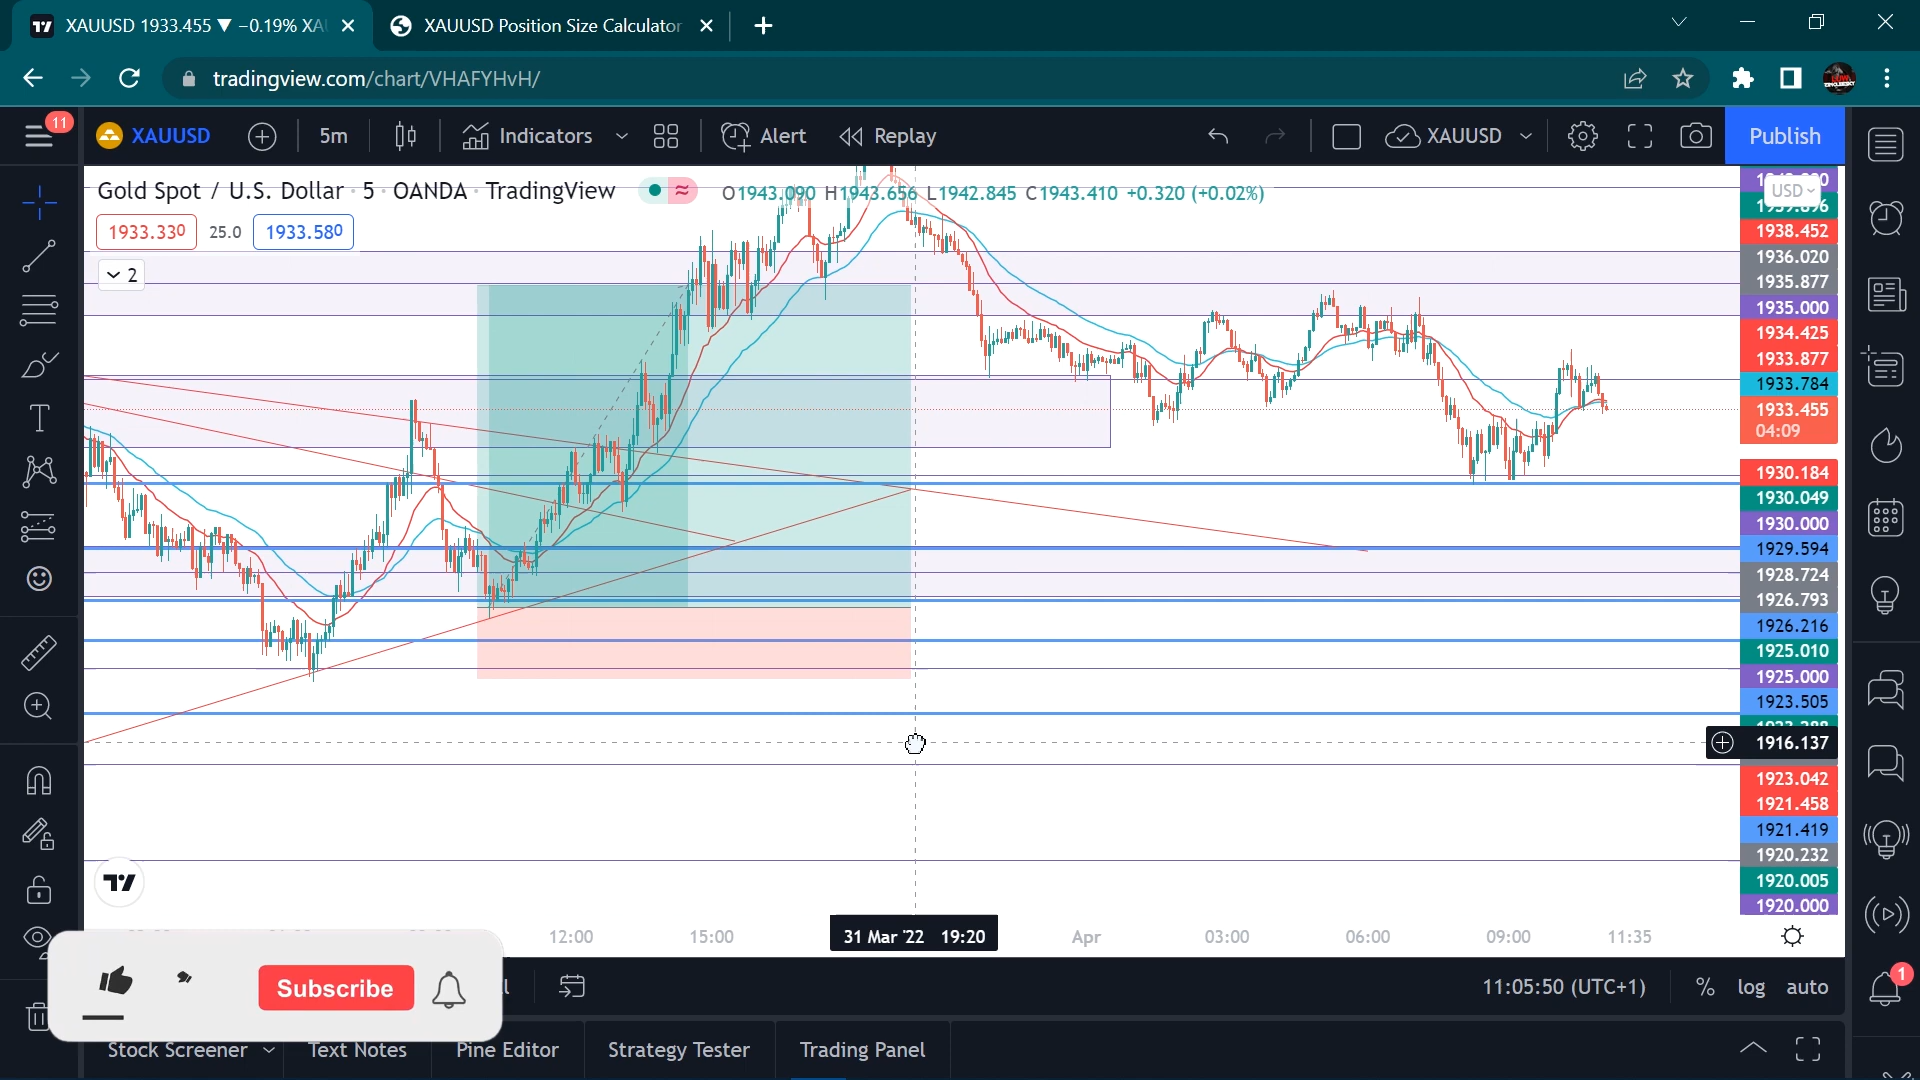 XAUUSD 1933.455 ▼ −0.19% XAU
XAUUSD Position Size Calculator
tradingview.com/chart/VHAFYHvH/
11
XAUUSD
5m
Indicators
Alert
Replay
XAUUSD
Publish
Gold Spot / U.S. Dollar · 5 · OANDA · TradingView
O1943.090 H1943.656 L1942.845 C1943.410 +0.320 (+0.02%)
1933.330
25.0
1933.580
2
USD
1938.452
1936.020
1935.877
1935.000
1934.425
1933.877
1933.784
1933.455
04:09
1930.184
1930.049
1930.000
1929.594
1928.724
1926.793
1926.216
1925.010
1925.000
1923.505
1916.137
1923.042
1921.458
1921.419
1920.232
1920.005
1920.000
12:00
15:00
31 Mar '22 19:20
Apr
03:00
06:00
09:00
11:35
Subscribe
11:05:50 (UTC+1)
%
log
auto
1
Stock Screener
Text Notes
Pine Editor
Strategy Tester
Trading Panel